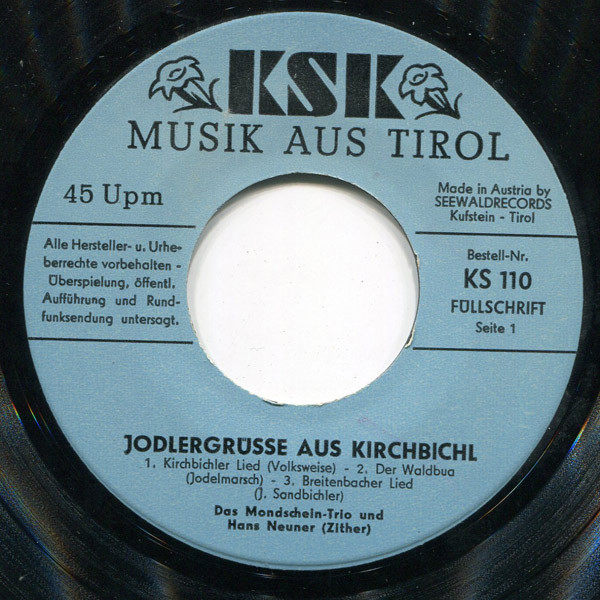 KSK
MUSIK AUS TIROL
45 Upm
Made in Austria by
SEEWALDRECORDS
Kufstein - Tirol
Alle Hersteller- u. Urhe-
berrechte vorbehalten -
Überspielung, öffentl.
Aufführung und Rund-
funksendung untersagt.
Bestell-Nr.
KS 110
FÜLLSCHRIFT
Seite 1
JODLERGRÜSSE AUS KIRCHBICHL
1. Kirchbichler Lied (Volksweise) - 2. Der Waldbua
(Jodelmarsch) - 3. Breitenbacher Lied
(J. Sandbichler)
Das Mondschein-Trio und
Hans Neuner (Zither)